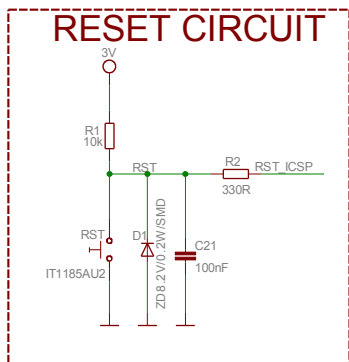 RESET CIRCUIT
3V
R1
10k
RST
R2
RST_ICSP
330R
RST
D1
ZD8.2V/0.2W/SMD
C21
100nF
IT1185AU2